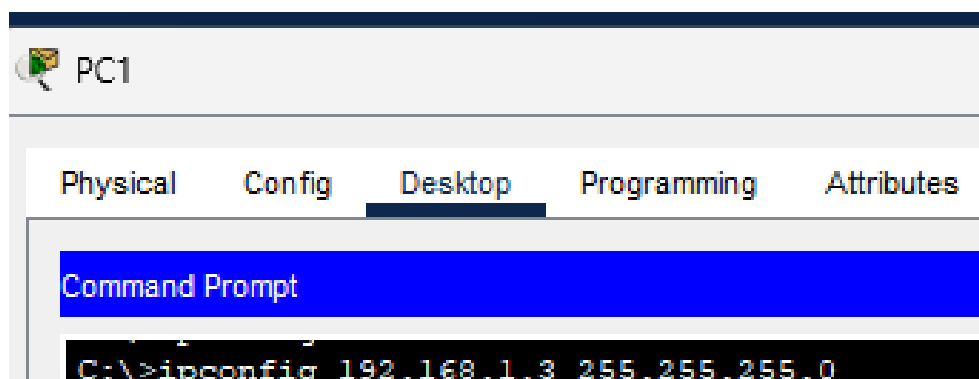 PC1
Physical Config Desktop Programming Attributes
Command Prompt
C:\>ipconfig 192.168.1.3 255.255.255.0